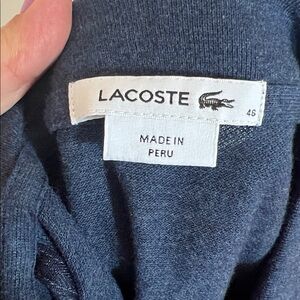 LACOSTE
46
MADE IN
PERU